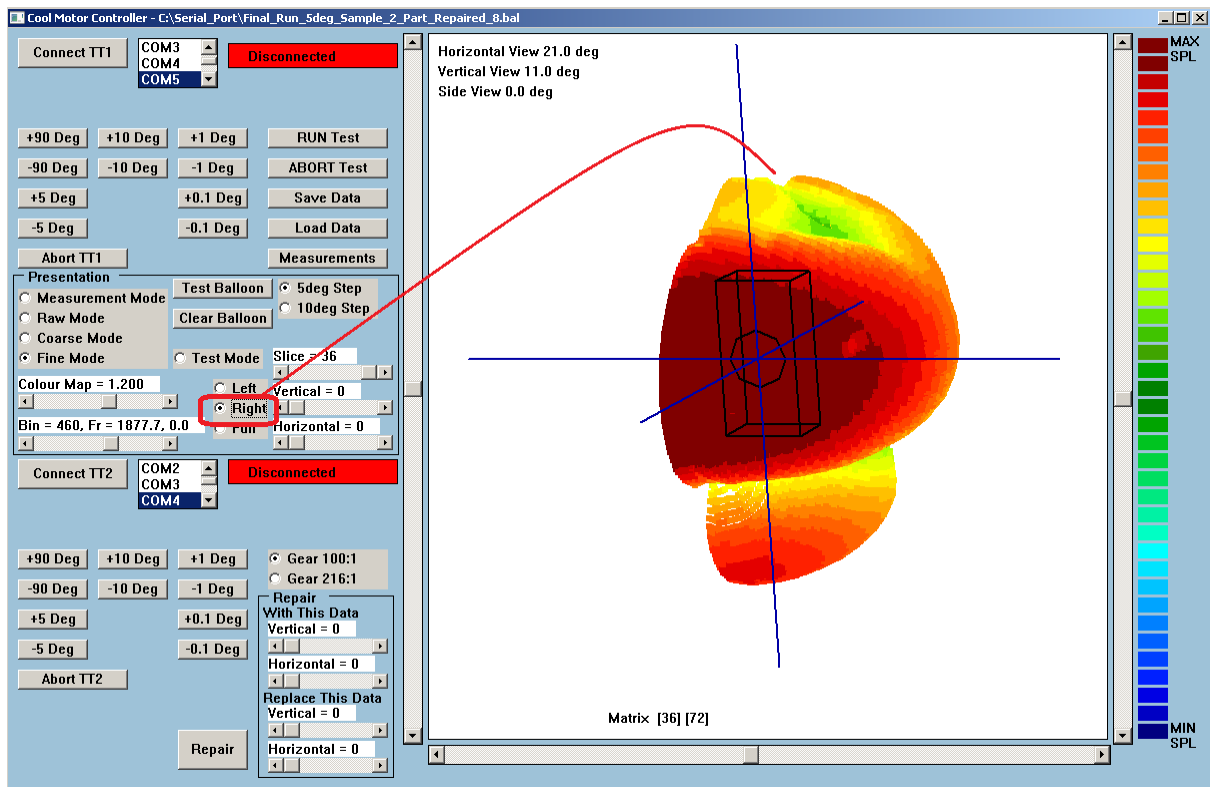 Cool Motor Controller - C:\Serial_Port\Final_Run_5deg_Sample_2_Part_Repaired_8.bal
Connect TT1
COM3
COM4
COM5
Disconnected
+90 Deg
+10 Deg
+1 Deg
RUN Test
-90 Deg
-10 Deg
-1 Deg
ABORT Test
+5 Deg
+0.1 Deg
Save Data
-5 Deg
-0.1 Deg
Load Data
Abort TT1
Measurements
Presentation
Measurement Mode
Raw Mode
Coarse Mode
Fine Mode
Test Balloon
Clear Balloon
5deg Step
10deg Step
Test Mode
Slice = 36
Colour Map = 1.200
Left
Vertical = 0
Right
Bin = 460, Fr = 1877.7, 0.0
Horizontal = 0
Connect TT2
COM2
COM3
COM4
Disconnected
+90 Deg
+10 Deg
+1 Deg
Gear 100:1
Gear 216:1
-90 Deg
-10 Deg
-1 Deg
+5 Deg
+0.1 Deg
-5 Deg
-0.1 Deg
Abort TT2
Repair
With This Data
Vertical = 0
Horizontal = 0
Replace This Data
Vertical = 0
Horizontal = 0
Repair
Horizontal View 21.0 deg
Vertical View 11.0 deg
Side View 0.0 deg
Matrix [36] [72]
MAX
SPL
MIN
SPL